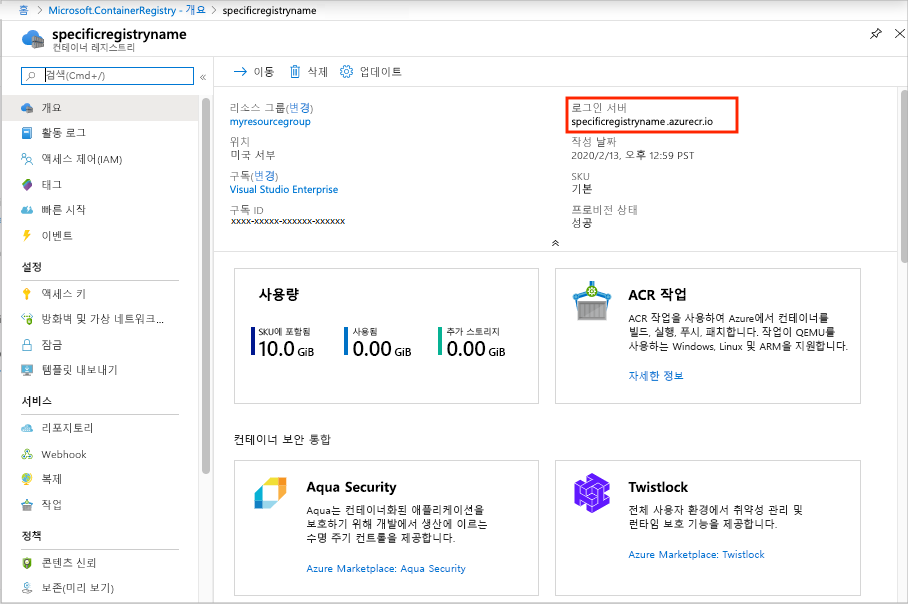 홈 > Microsoft.ContainerRegistry - 개요 > specificregistryname
specificregistryname
컨테이너 레지스트리
검색(Cmd+/)
«
개요
활동 로그
액세스 제어(IAM)
태그
빠른 시작
이벤트
설정
액세스 키
방화벽 및 가상 네트워크...
잠금
템플릿 내보내기
서비스
리포지토리
Webhook
복제
작업
정책
콘텐츠 신뢰
보존(미리 보기)
이동 삭제 업데이트
리소스 그룹(변경)
myresourcegroup
위치
미국 서부
구독(변경)
Visual Studio Enterprise
구독 ID
xxxx-xxxxx-xxxxxx-xxxxxx
로그인 서버
specificregistryname.azurecr.io
작성 날짜
2020/2/13, 오후 12:59 PST
SKU
기본
프로비전 상태
성공
사용량
SKU에 포함됨
10.0 GiB
사용됨
0.00 GiB
추가 스토리지
0.00 GiB
ACR 작업
ACR 작업을 사용하여 Azure에서 컨테이너를
빌드, 실행, 푸시, 패치합니다. 작업이 QEMU를
사용하는 Windows, Linux 및 ARM을 지원합니다.
자세한 정보
컨테이너 보안 통합
Aqua Security
Aqua는 컨테이너화된 애플리케이션을
보호하기 위해 개발에서 생산에 이르는
수명 주기 컨트롤을 제공합니다.
Azure Marketplace: Aqua Security
Twistlock
전체 사용자 환경에서 취약성 관리 및
런타임 보호 기능을 제공합니다.
Azure Marketplace: Twistlock